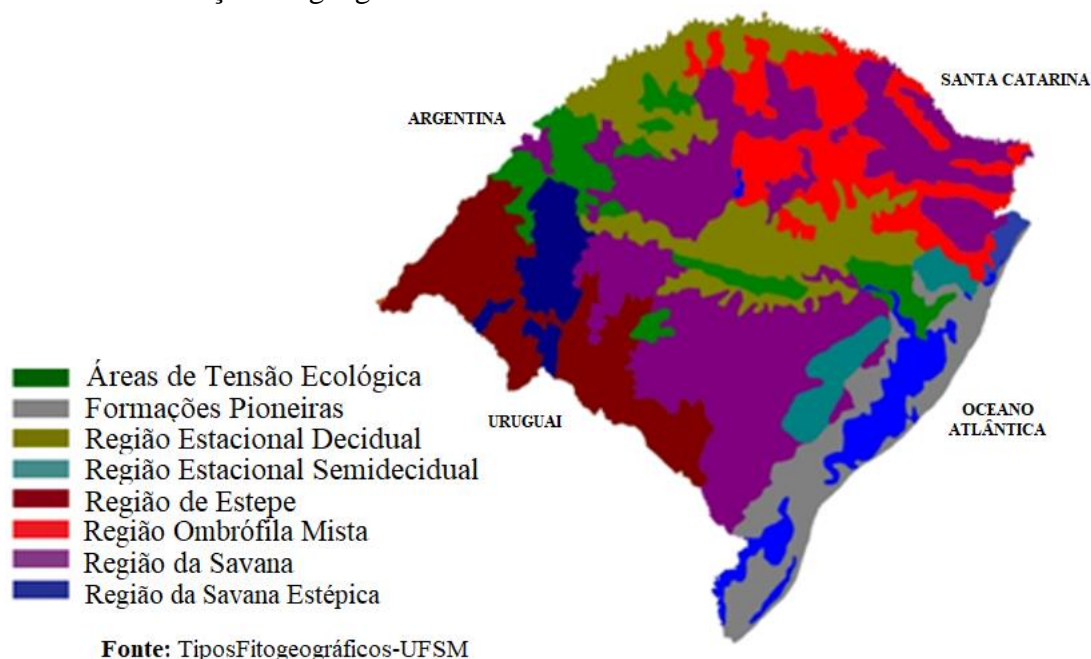 SANTA CATARINA
ARGENTINA
URUGUAI
OCEANO
ATLÂNTICA
Áreas de Tensão Ecológica
Formações Pioneiras
Região Estacional Decidual
Região Estacional Semidecidual
Região de Estepe
Região Ombrófila Mista
Região da Savana
Região da Savana Estépica
Fonte: TiposFitogeográficos-UFSM